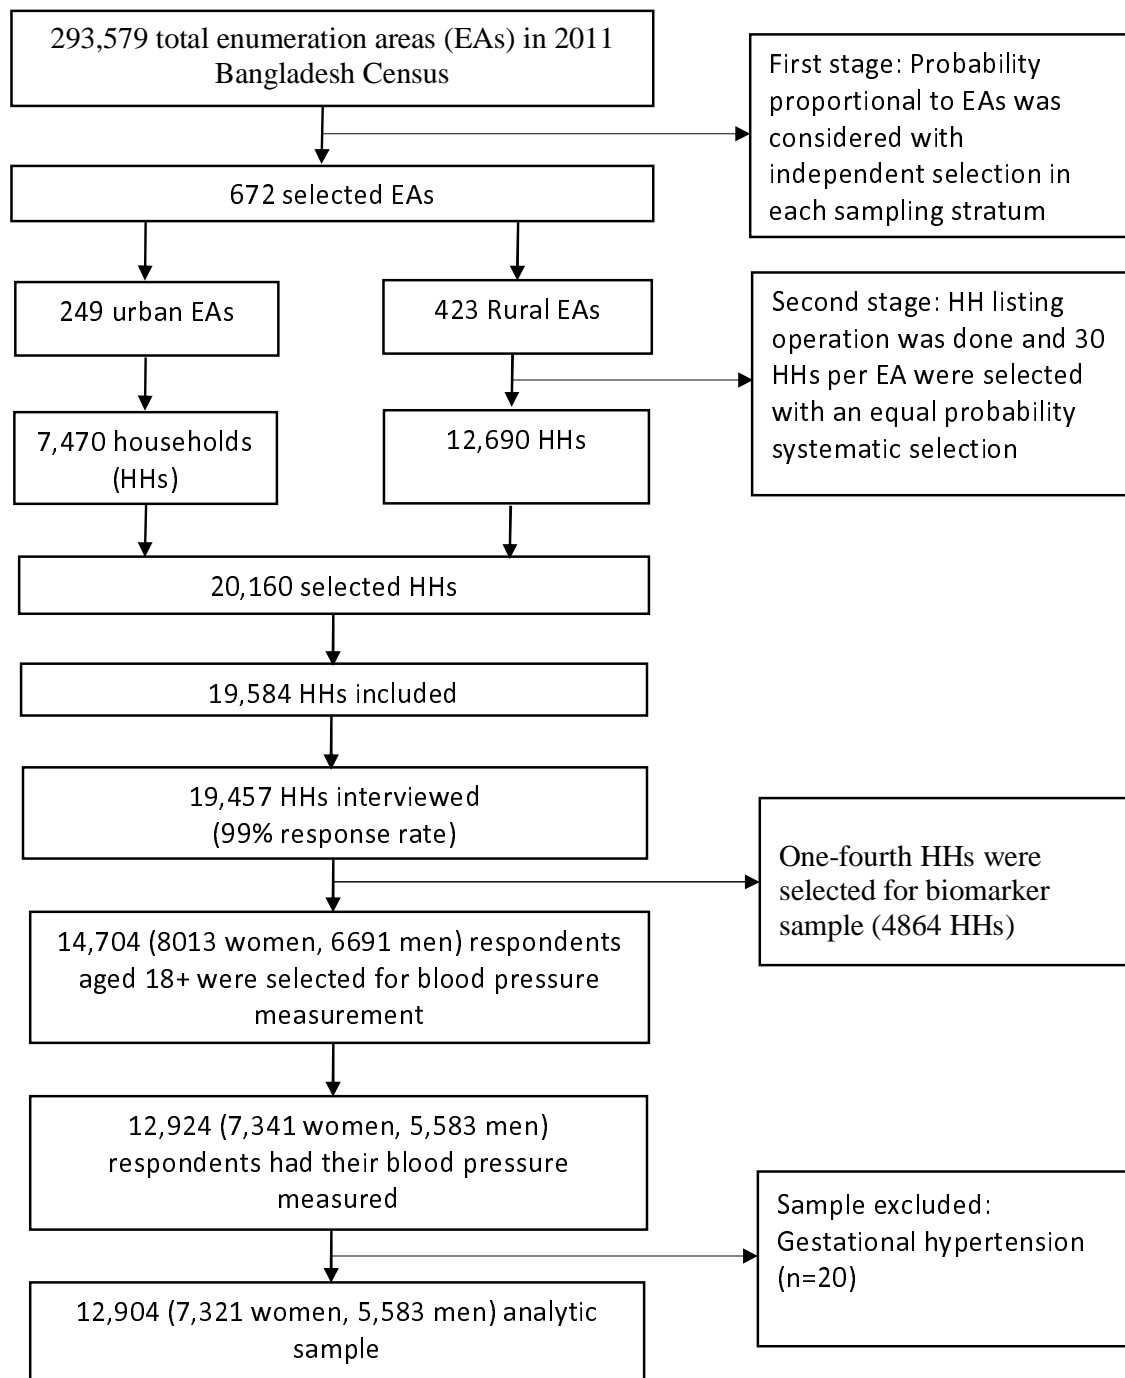 293,579 total enumeration areas (EAs) in 2011
Bangladesh Census
First stage: Probability
proportional to EAs was
considered with
independent selection in
each sampling stratum
672 selected EAs
249 urban EAs
423 Rural EAs
Second stage: HH listing
operation was done and 30
HHs per EA were selected
with an equal probability
systematic selection
7,470 households
(HHs)
12,690 HHs
20,160 selected HHs
19,584 HHs included
19,457 HHs interviewed
(99% response rate)
One-fourth HHs were
selected for biomarker
sample (4864 HHs)
14,704 (8013 women, 6691 men) respondents
aged 18+ were selected for blood pressure
measurement
12,924 (7,341 women, 5,583 men)
respondents had their blood pressure
measured
Sample excluded:
Gestational hypertension
(n=20)
12,904 (7,321 women, 5,583 men) analytic
sample